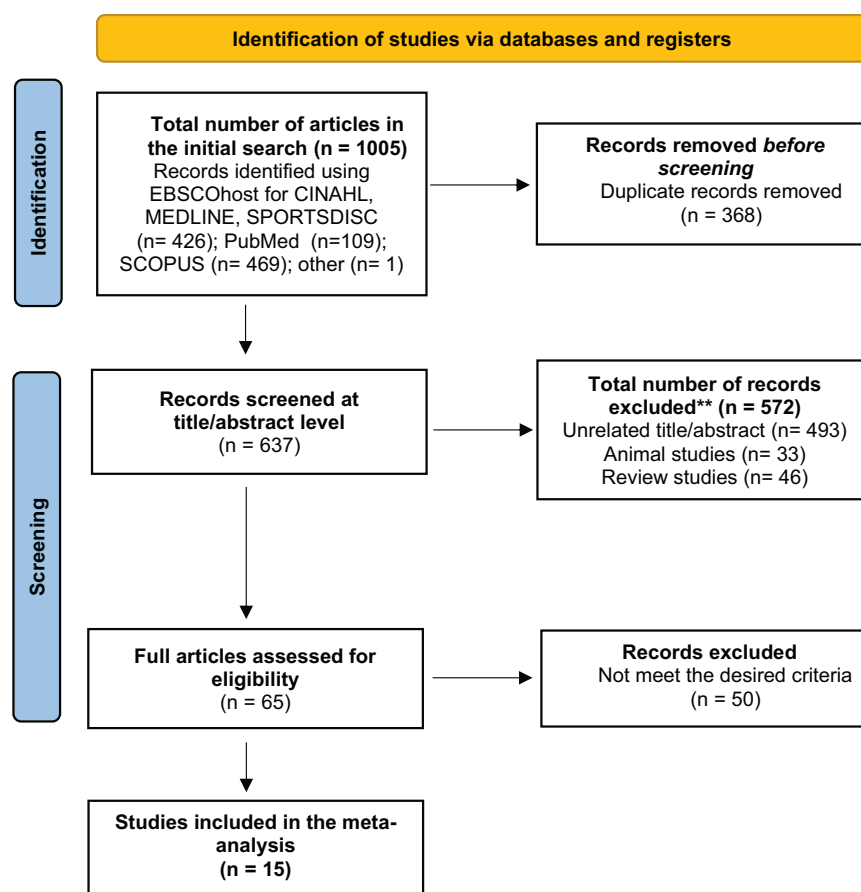 Identification of studies via databases and registers
Identification
Total number of articles in
the initial search (n = 1005)
Records identified using
EBSCOhost for CINAHL,
MEDLINE, SPORTSDISC
(n= 426); PubMed (n=109);
SCOPUS (n= 469); other (n= 1)
Records removed before
screening
Duplicate records removed
(n = 368)
Screening
Records screened at
title/abstract level
(n = 637)
Total number of records
excluded** (n = 572)
Unrelated title/abstract (n= 493)
Animal studies (n= 33)
Review studies (n= 46)
Full articles assessed for
eligibility
(n = 65)
Records excluded
Not meet the desired criteria
(n = 50)
Studies included in the meta-
analysis
(n = 15)